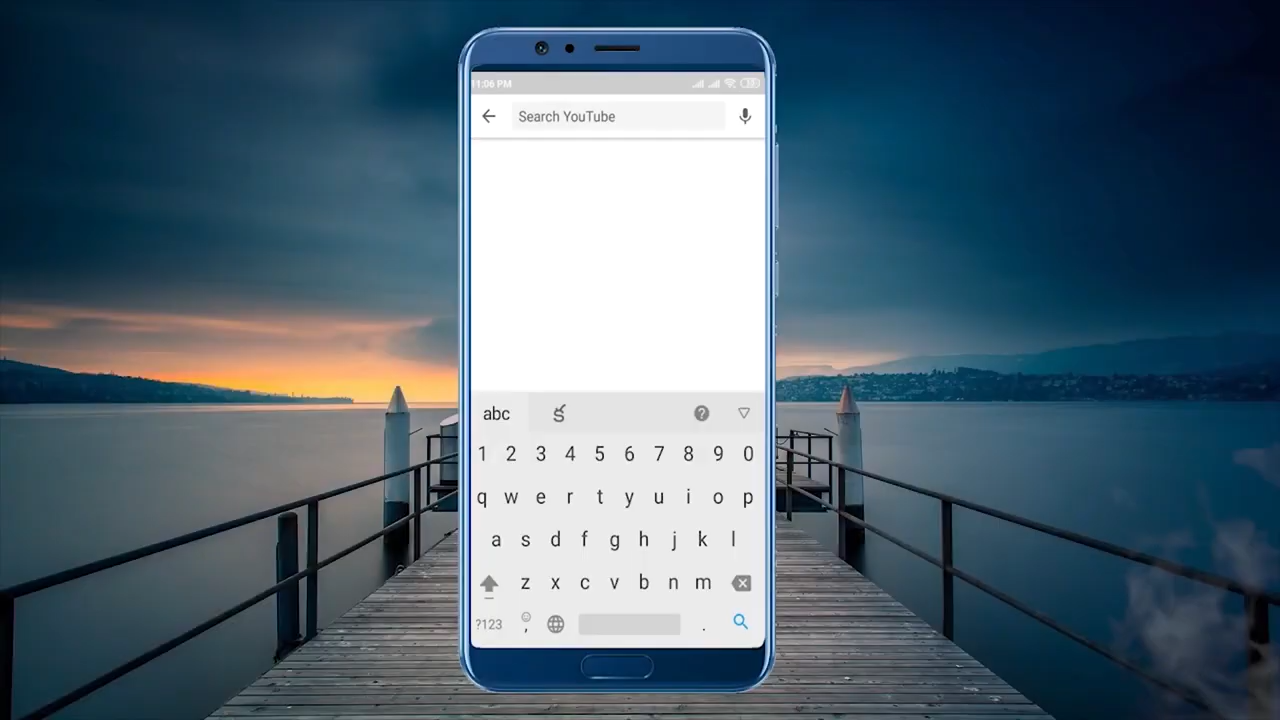 11:06 PM
Search YouTube
abc
1 2 3 4 5 6 7 8 9 0
q w e r t y u i o p
a s d f g h j k l
z x c v b n m
?123 , .